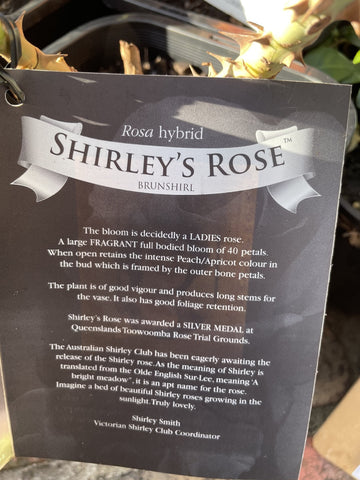 Rosa hybrid
SHIRLEY'S ROSE™
BRUNSHIRL
The bloom is decidedly a LADIES rose.
A large FRAGRANT full bodied bloom of 40 petals.
When open retains the intense Peach/Apricot colour in
the bud which is framed by the outer bone petals.
The plant is of good vigour and produces long stems for
the vase. It also has good foliage retention.
Shirley's Rose was awarded a SILVER MEDAL at
Queenslands Toowoomba Rose Trial Grounds.
The Australian Shirley Club has been eagerly awaiting the
release of the Shirley rose. As the meaning of Shirley is
translated from the Olde English Sur-Lee, meaning 'A
bright meadow", it is an apt name for the rose.
Imagine a bed of beautiful Shirley roses growing in the
sunlight. Truly lovely.
Shirley Smith
Victorian Shirley Club Coordinator